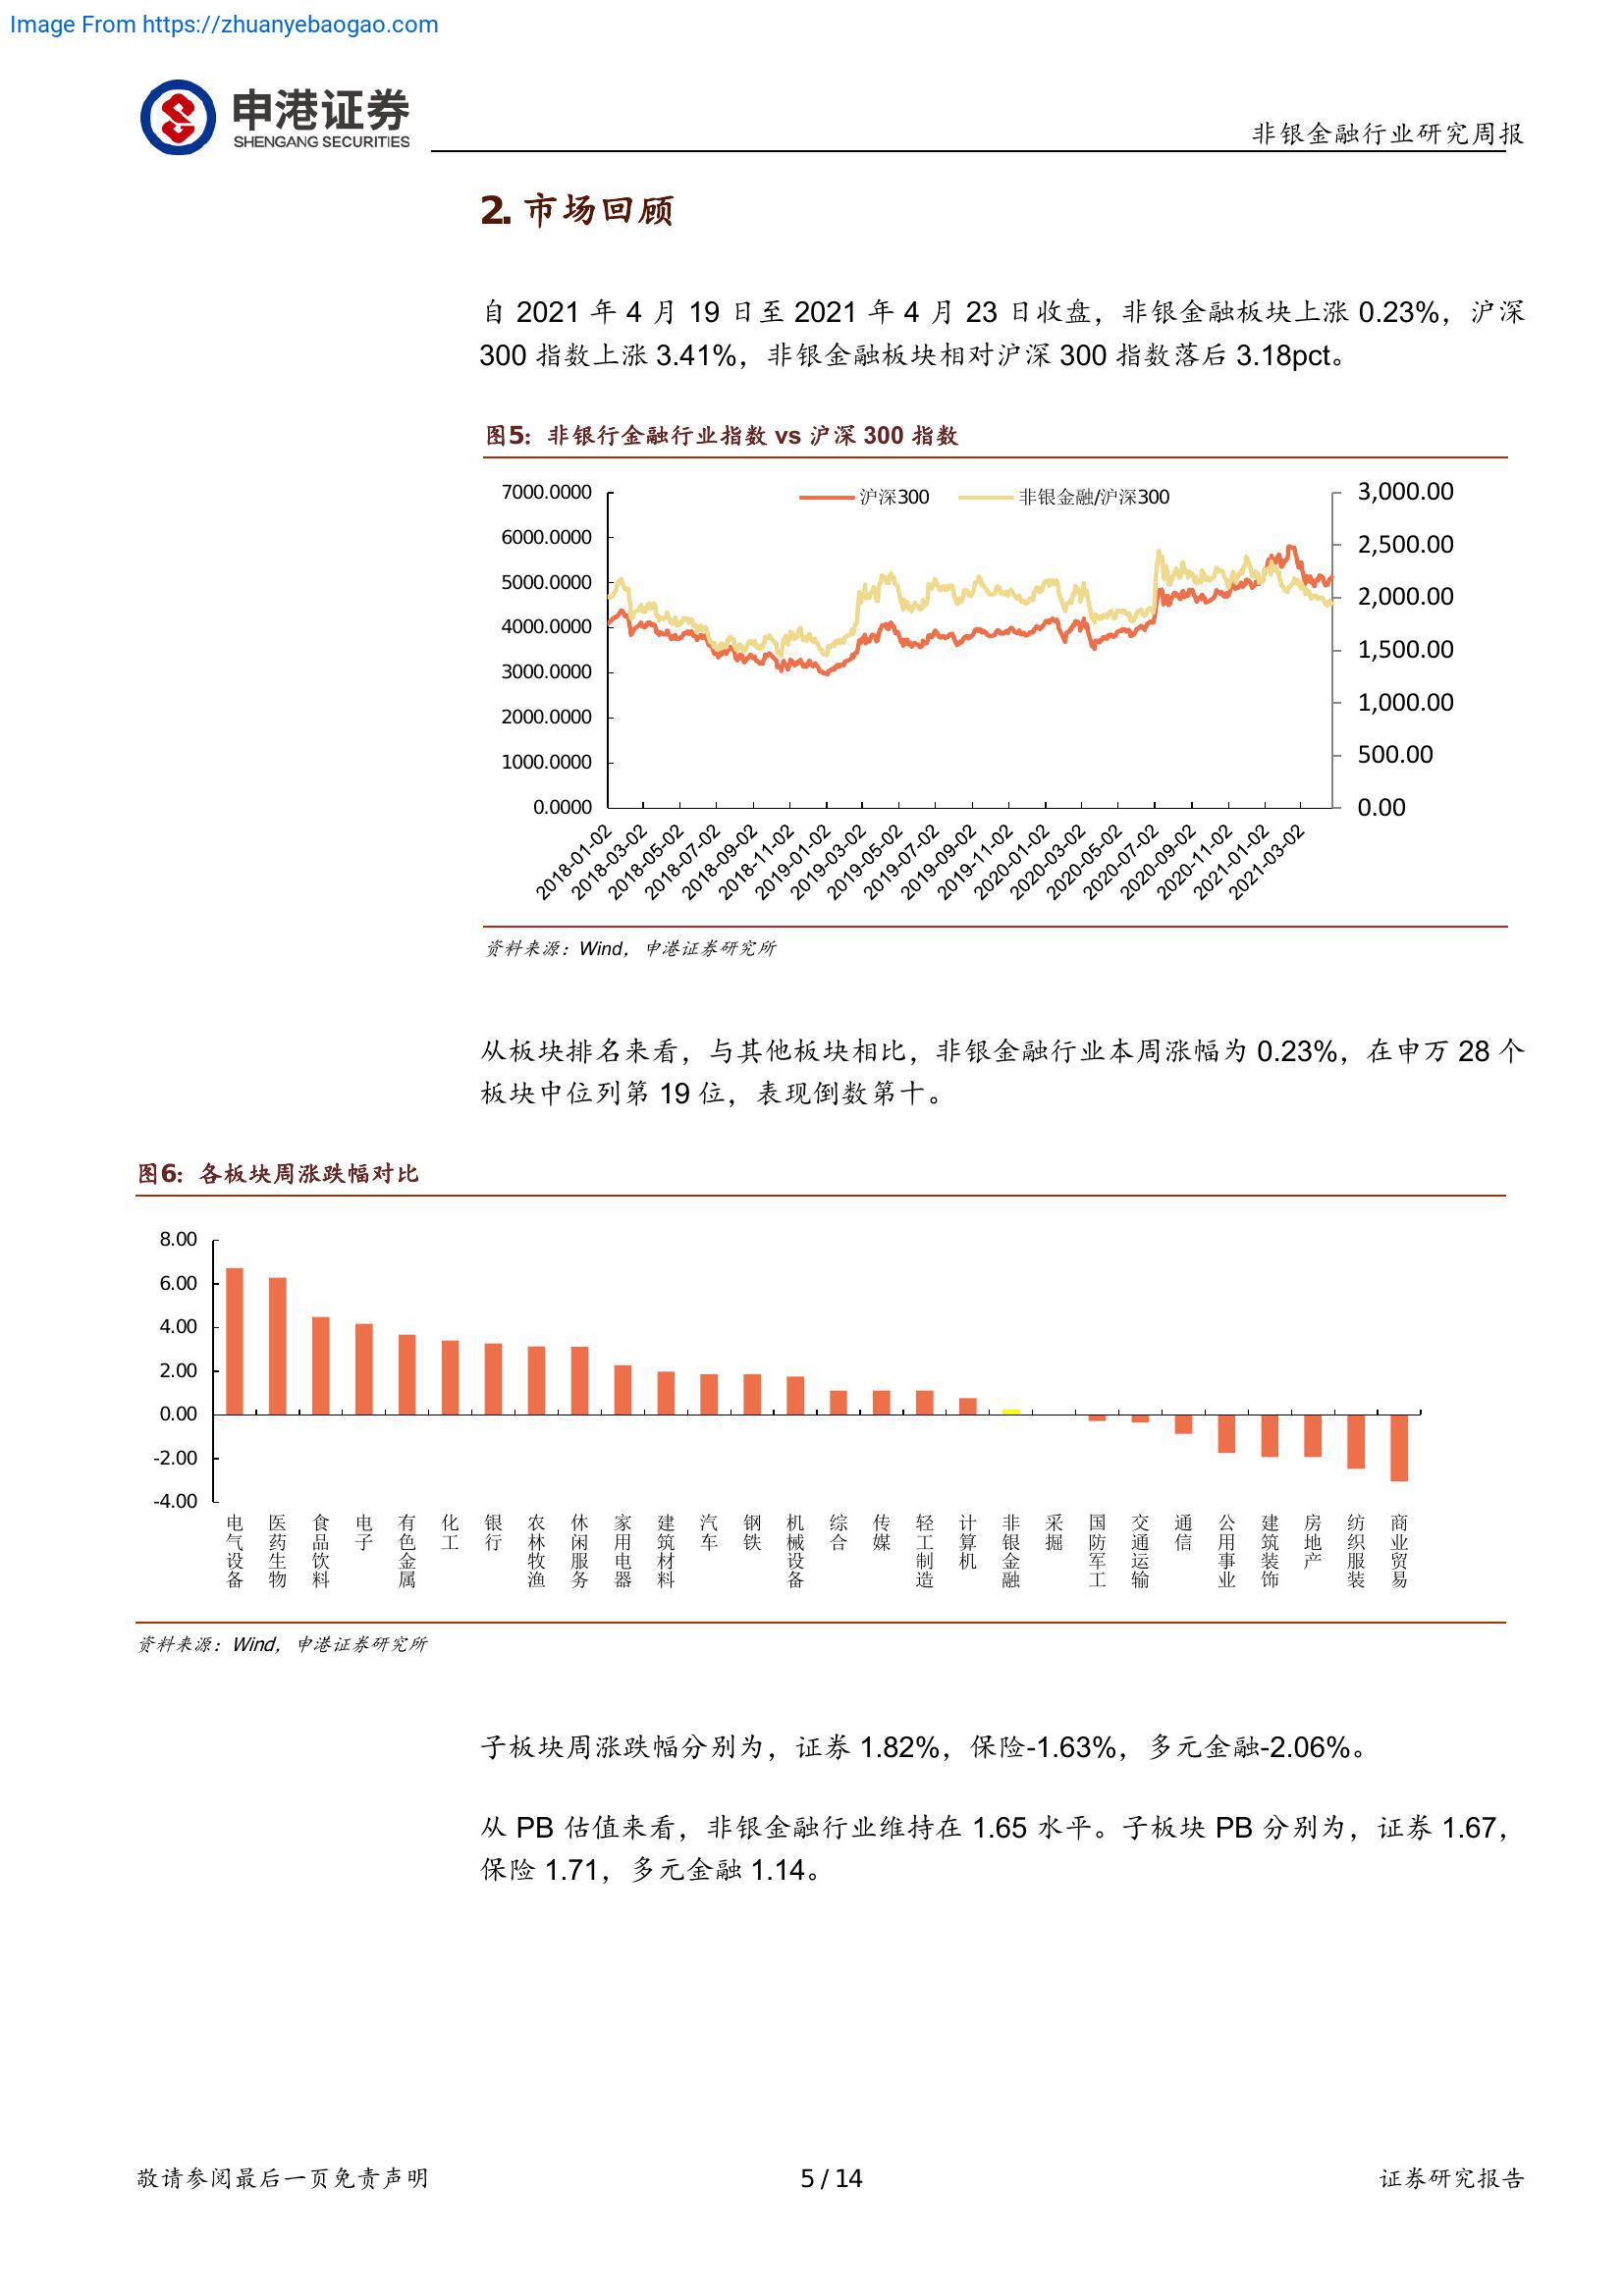 Image From https://zhuanyebaogao.com
申港证券
SHENGANG SECURITIES
非银金融行业研究周报
2. 市场回顾
自 2021 年 4 月 19 日至 2021 年 4 月 23 日收盘，非银金融板块上涨 0.23%，沪深
300 指数上涨 3.41%，非银金融板块相对沪深 300 指数落后 3.18pct。
图5：非银行金融行业指数 vs 沪深 300 指数
沪深300 非银金融/沪深300
7000.0000
6000.0000
5000.0000
4000.0000
3000.0000
2000.0000
1000.0000
0.0000
3,000.00
2,500.00
2,000.00
1,500.00
1,000.00
500.00
0.00
2018-01-02
2018-03-02
2018-05-02
2018-07-02
2018-09-02
2018-11-02
2019-01-02
2019-03-02
2019-05-02
2019-07-02
2019-09-02
2019-11-02
2020-01-02
2020-03-02
2020-05-02
2020-07-02
2020-09-02
2020-11-02
2021-01-02
2021-03-02
资料来源：Wind，申港证券研究所
从板块排名来看，与其他板块相比，非银金融行业本周涨幅为 0.23%，在申万 28 个
板块中位列第 19 位，表现倒数第十。
图6：各板块周涨跌幅对比
8.00
6.00
4.00
2.00
0.00
-2.00
-4.00
电气设备
医药生物
食品饮料
电子
有色金属
化工
银行
农林牧渔
休闲服务
家用电器
建筑材料
汽车
钢铁
机械设备
综合
传媒
轻工制造
计算机
非银金融
采掘
国防军工
交通运输
通信
公用事业
建筑装饰
房地产
纺织服装
商业贸易
资料来源：Wind，申港证券研究所
子板块周涨跌幅分别为，证券 1.82%，保险-1.63%，多元金融-2.06%。
从 PB 估值来看，非银金融行业维持在 1.65 水平。子板块 PB 分别为，证券 1.67，
保险 1.71，多元金融 1.14。
敬请参阅最后一页免责声明
5 / 14
证券研究报告